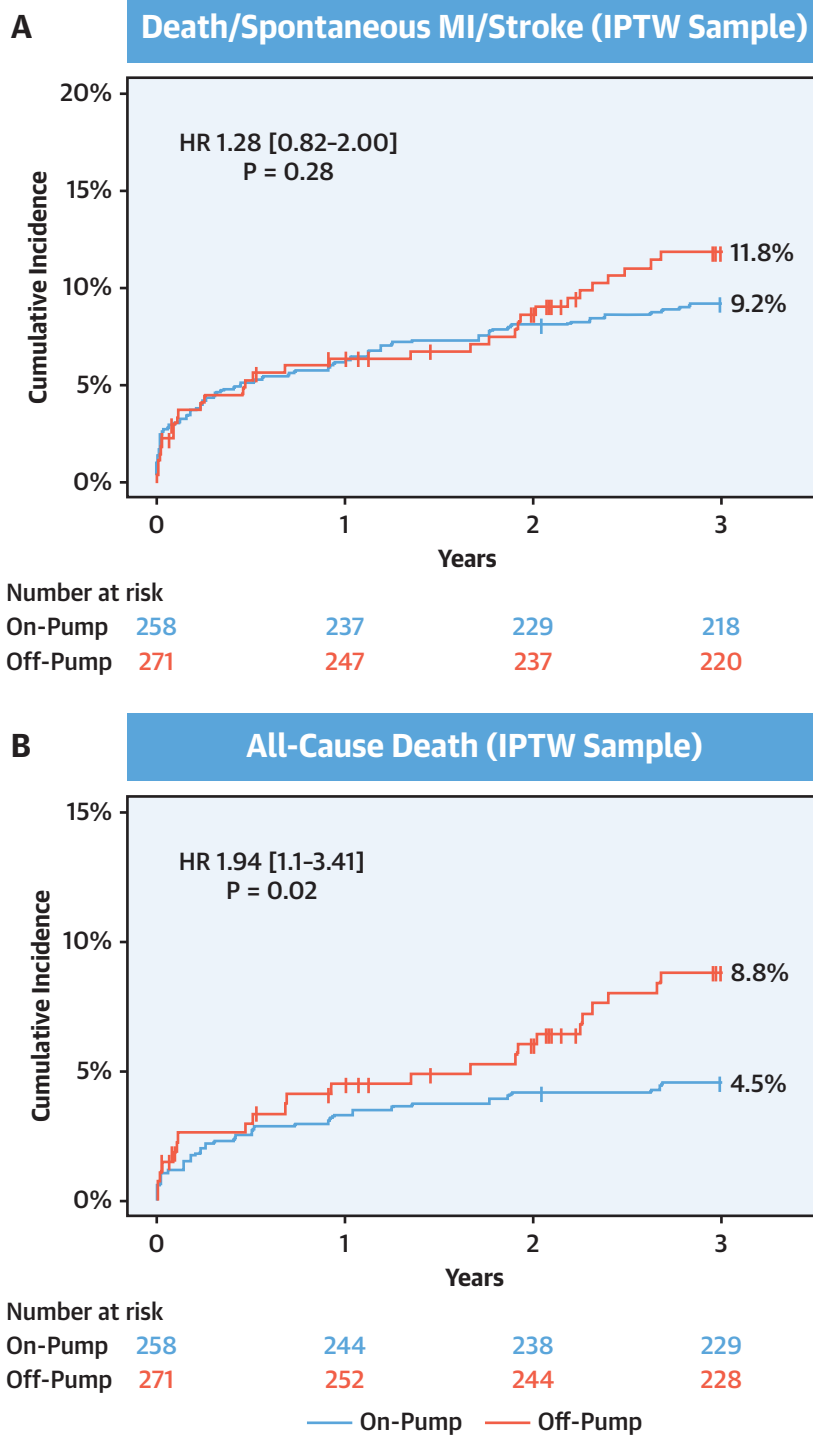 A
Death/Spontaneous MI/Stroke (IPTW Sample)
20%
15%
10%
5%
0%
Cumulative Incidence
HR 1.28 [0.82–2.00]
P = 0.28
11.8%
9.2%
0 1 2 3
Years
Number at risk
On-Pump 258 237 229 218
Off-Pump 271 247 237 220
B
All-Cause Death (IPTW Sample)
15%
10%
5%
0%
Cumulative Incidence
HR 1.94 [1.1–3.41]
P = 0.02
8.8%
4.5%
0 1 2 3
Years
Number at risk
On-Pump 258 244 238 229
Off-Pump 271 252 244 228
On-Pump Off-Pump